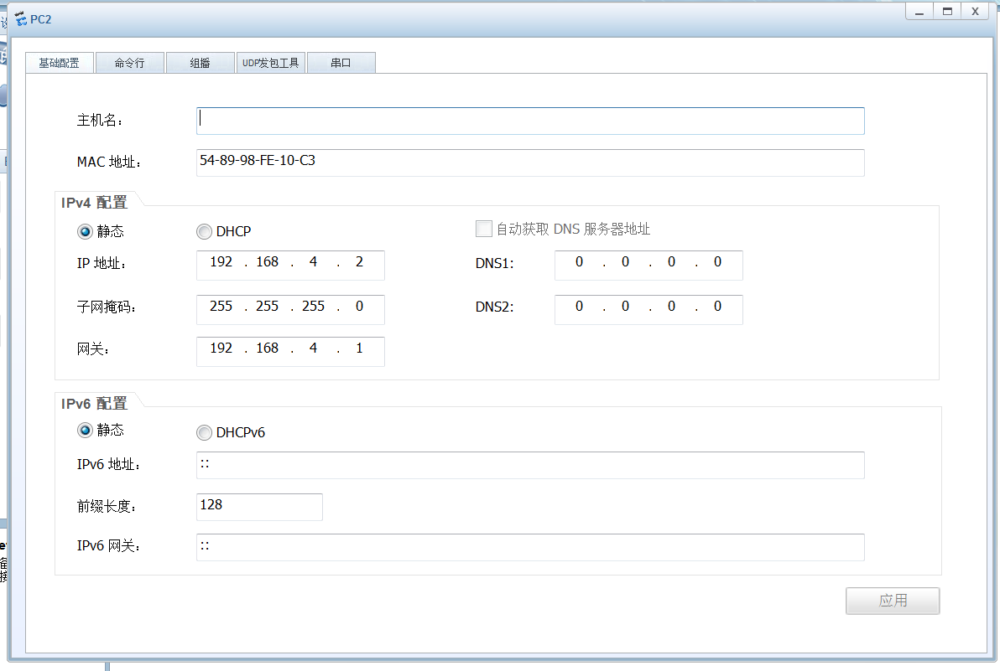 PC2
基础配置 命令行 组播 UDP发包工具 串口
主机名：
MAC 地址： 54-89-98-FE-10-C3
IPv4 配置
静态 DHCP 自动获取 DNS 服务器地址
IP 地址： 192 . 168 . 4 . 2 DNS1: 0 . 0 . 0 . 0
子网掩码： 255 . 255 . 255 . 0 DNS2: 0 . 0 . 0 . 0
网关： 192 . 168 . 4 . 1
IPv6 配置
静态 DHCPv6
IPv6 地址： ::
前缀长度： 128
IPv6 网关： ::
应用